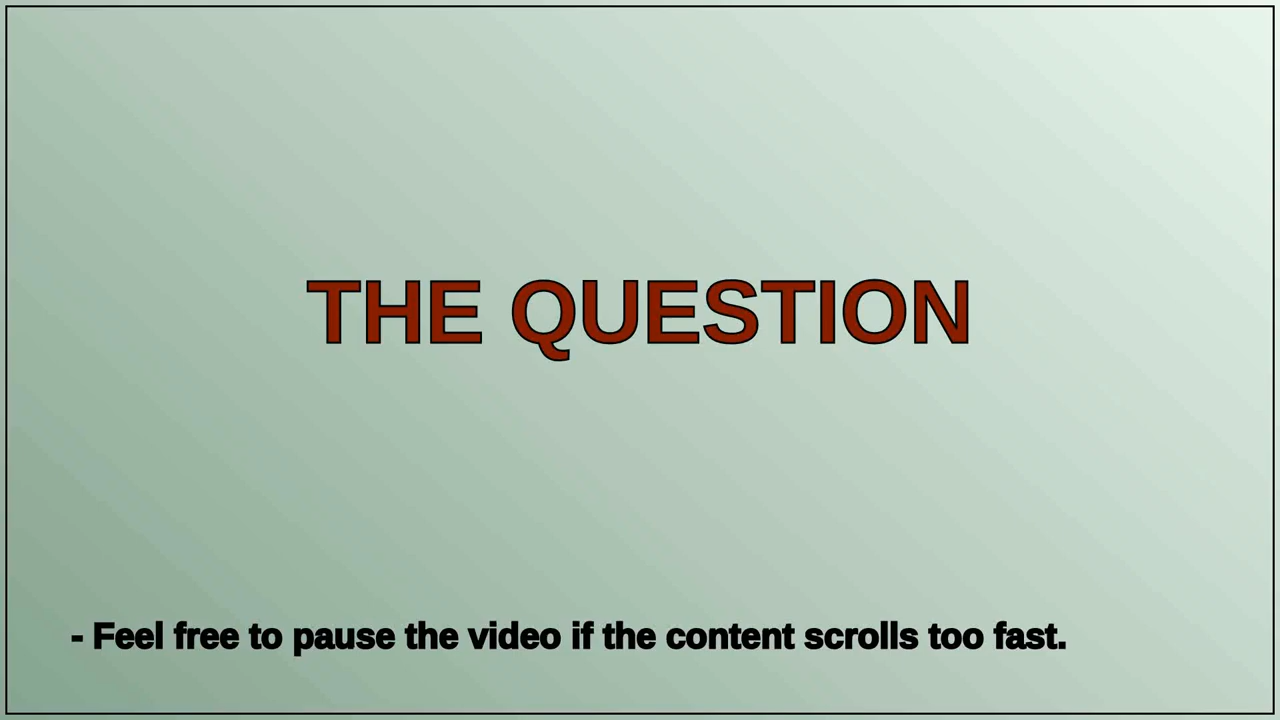 THE QUESTION
- Feel free to pause the video if the content scrolls too fast.